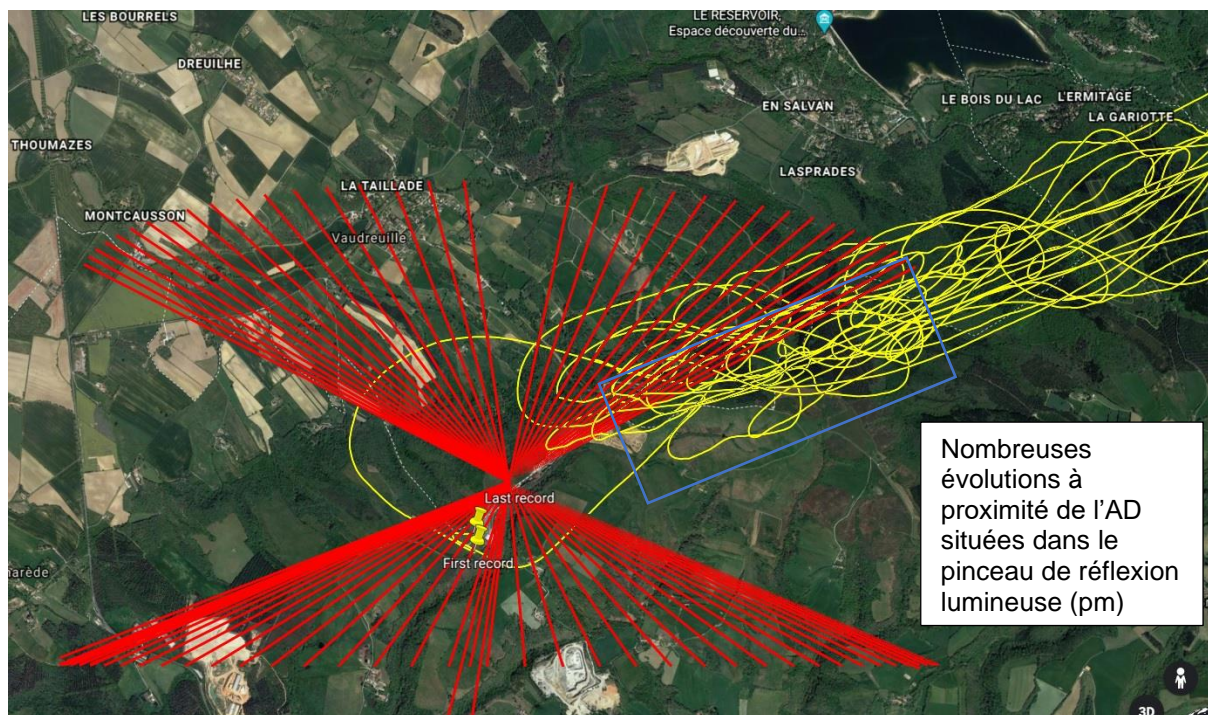 LES BOURRELS
LE RÉSERVOIR,
Espace découverte du...
DREUILHE
EN SALVAN
LE BOIS DU LAC
L'ERMITAGE
LA GARIOTTE
THOUMAZES
LA TAILLADE
LASPRADES
MONTCAUSSON
Vaudreuille
Last record
First record
arède
Nombreuses
évolutions à
proximité de l'AD
situées dans le
pinceau de réflexion
lumineuse (pm)
3D